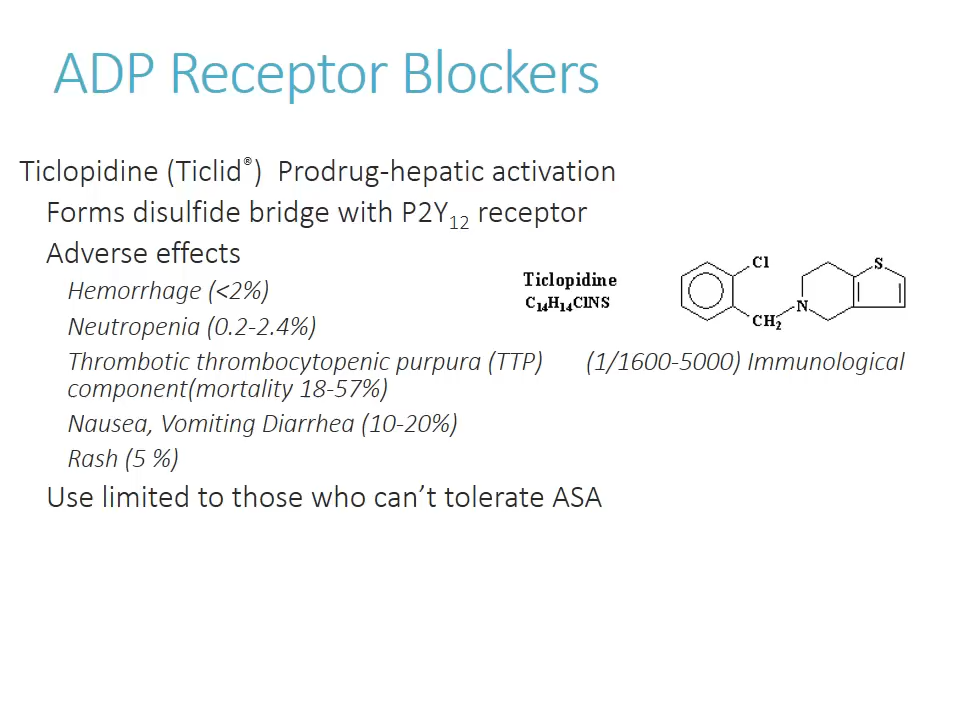 ADP Receptor Blockers
Ticlopidine (Ticlid®) Prodrug-hepatic activation
Forms disulfide bridge with P2Y12 receptor
Adverse effects
Hemorrhage (<2%)
Neutropenia (0.2-2.4%)
Thrombotic thrombocytopenic purpura (TTP) (1/1600-5000) Immunological
component(mortality 18-57%)
Nausea, Vomiting Diarrhea (10-20%)
Rash (5 %)
Use limited to those who can’t tolerate ASA
Ticlopidine
C14H14ClNS
Cl
S
N
CH2